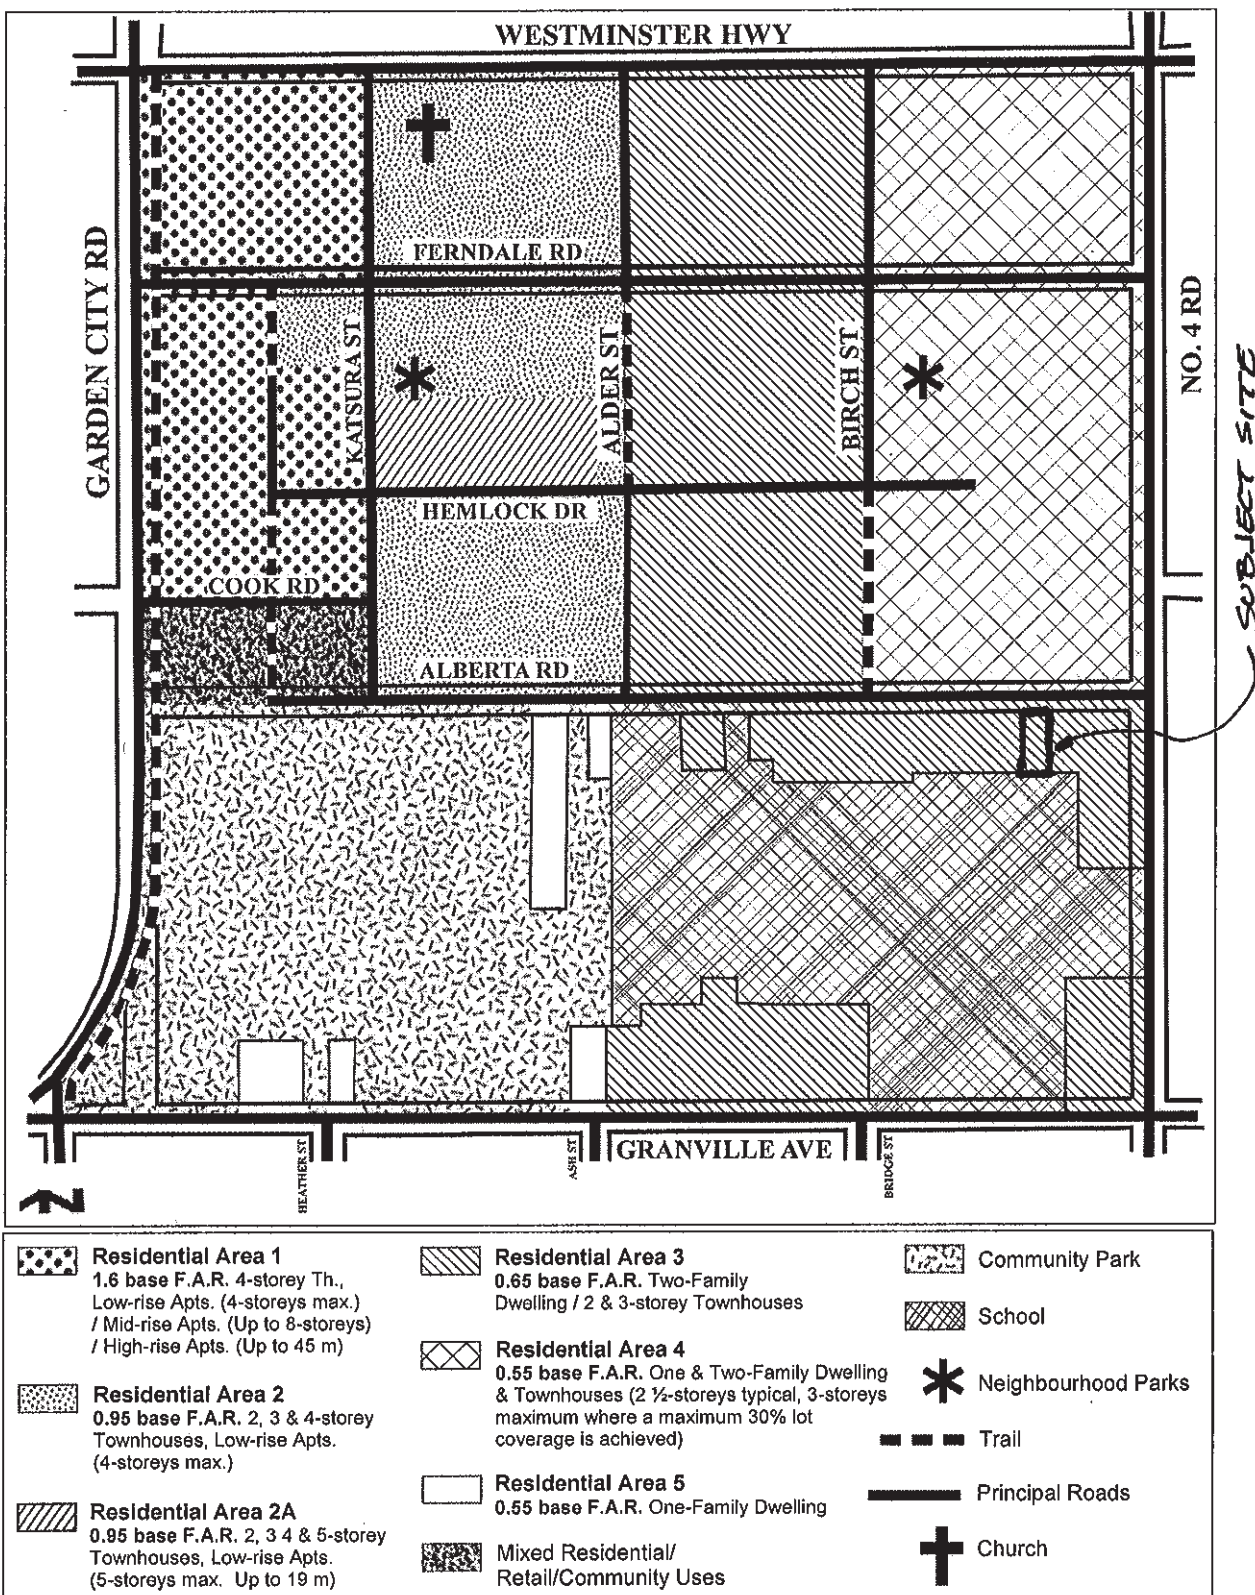 WESTMINSTER HWY
GARDEN CITY RD
FERNDALE RD
KATSURA ST
ALDER ST
BIRCH ST
NO. 4 RD
SUBJECT SITE
HEMLOCK DR
COOK RD
ALBERTA RD
HEATHER ST
ASH ST
GRANVILLE AVE
BRIDGE ST
Residential Area 1
1.6 base F.A.R. 4-storey Th.,
Low-rise Apts. (4-storeys max.)
/ Mid-rise Apts. (Up to 8-storeys)
/ High-rise Apts. (Up to 45 m)
Residential Area 2
0.95 base F.A.R. 2, 3 & 4-storey
Townhouses, Low-rise Apts.
(4-storeys max.)
Residential Area 2A
0.95 base F.A.R. 2, 3 4 & 5-storey
Townhouses, Low-rise Apts.
(5-storeys max. Up to 19 m)
Residential Area 3
0.65 base F.A.R. Two-Family
Dwelling / 2 & 3-storey Townhouses
Residential Area 4
0.55 base F.A.R. One & Two-Family Dwelling
& Townhouses (2 ½-storeys typical, 3-storeys
maximum where a maximum 30% lot
coverage is achieved)
Residential Area 5
0.55 base F.A.R. One-Family Dwelling
Mixed Residential/
Retail/Community Uses
Community Park
School
Neighbourhood Parks
Trail
Principal Roads
Church